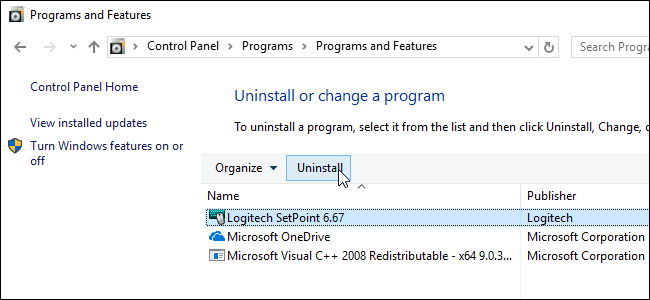 Programs and Features
Control Panel > Programs > Programs and Features
Search Progra
Control Panel Home
View installed updates
Turn Windows features on or
off
Uninstall or change a program
To uninstall a program, select it from the list and then click Uninstall, Change, o
Organize
Uninstall
Name
Publisher
Logitech SetPoint 6.67
Logitech
Microsoft OneDrive
Microsoft Corporation
Microsoft Visual C++ 2008 Redistributable - x64 9.0.3...
Microsoft Corporation